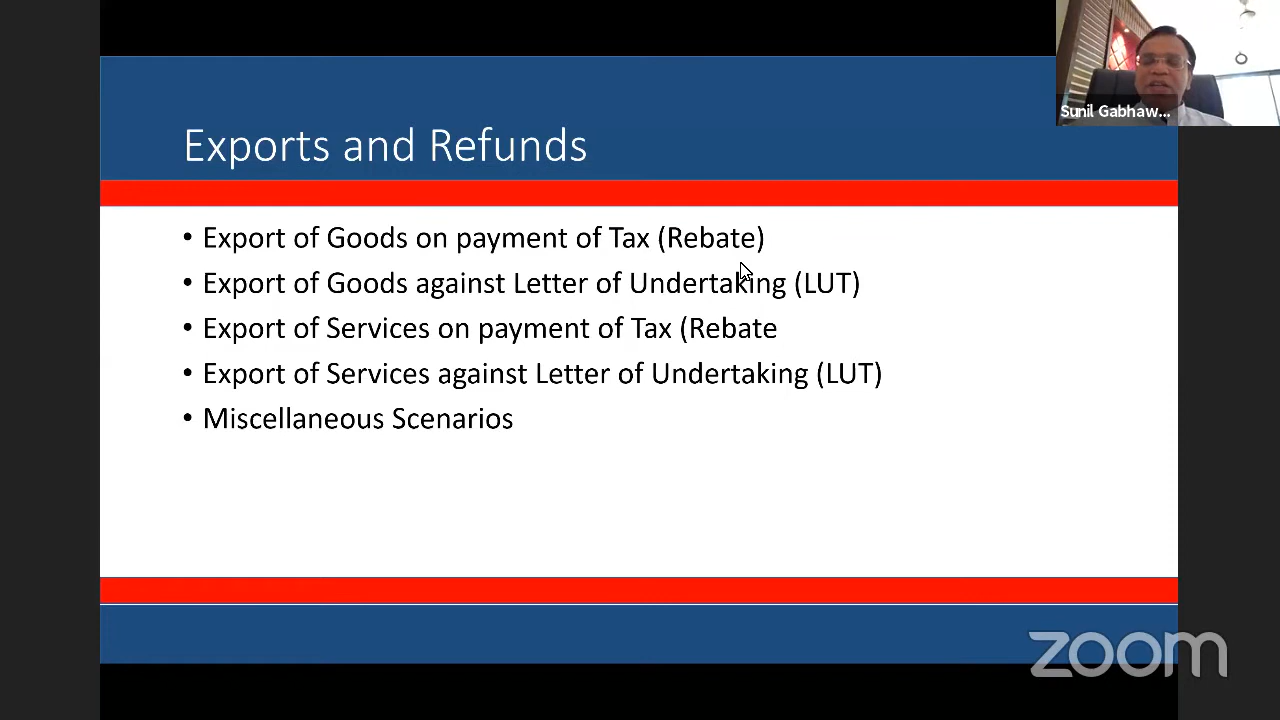 Sunil Gabhaw...
Exports and Refunds
• Export of Goods on payment of Tax (Rebate)
• Export of Goods against Letter of Undertaking (LUT)
• Export of Services on payment of Tax (Rebate
• Export of Services against Letter of Undertaking (LUT)
• Miscellaneous Scenarios
zoom